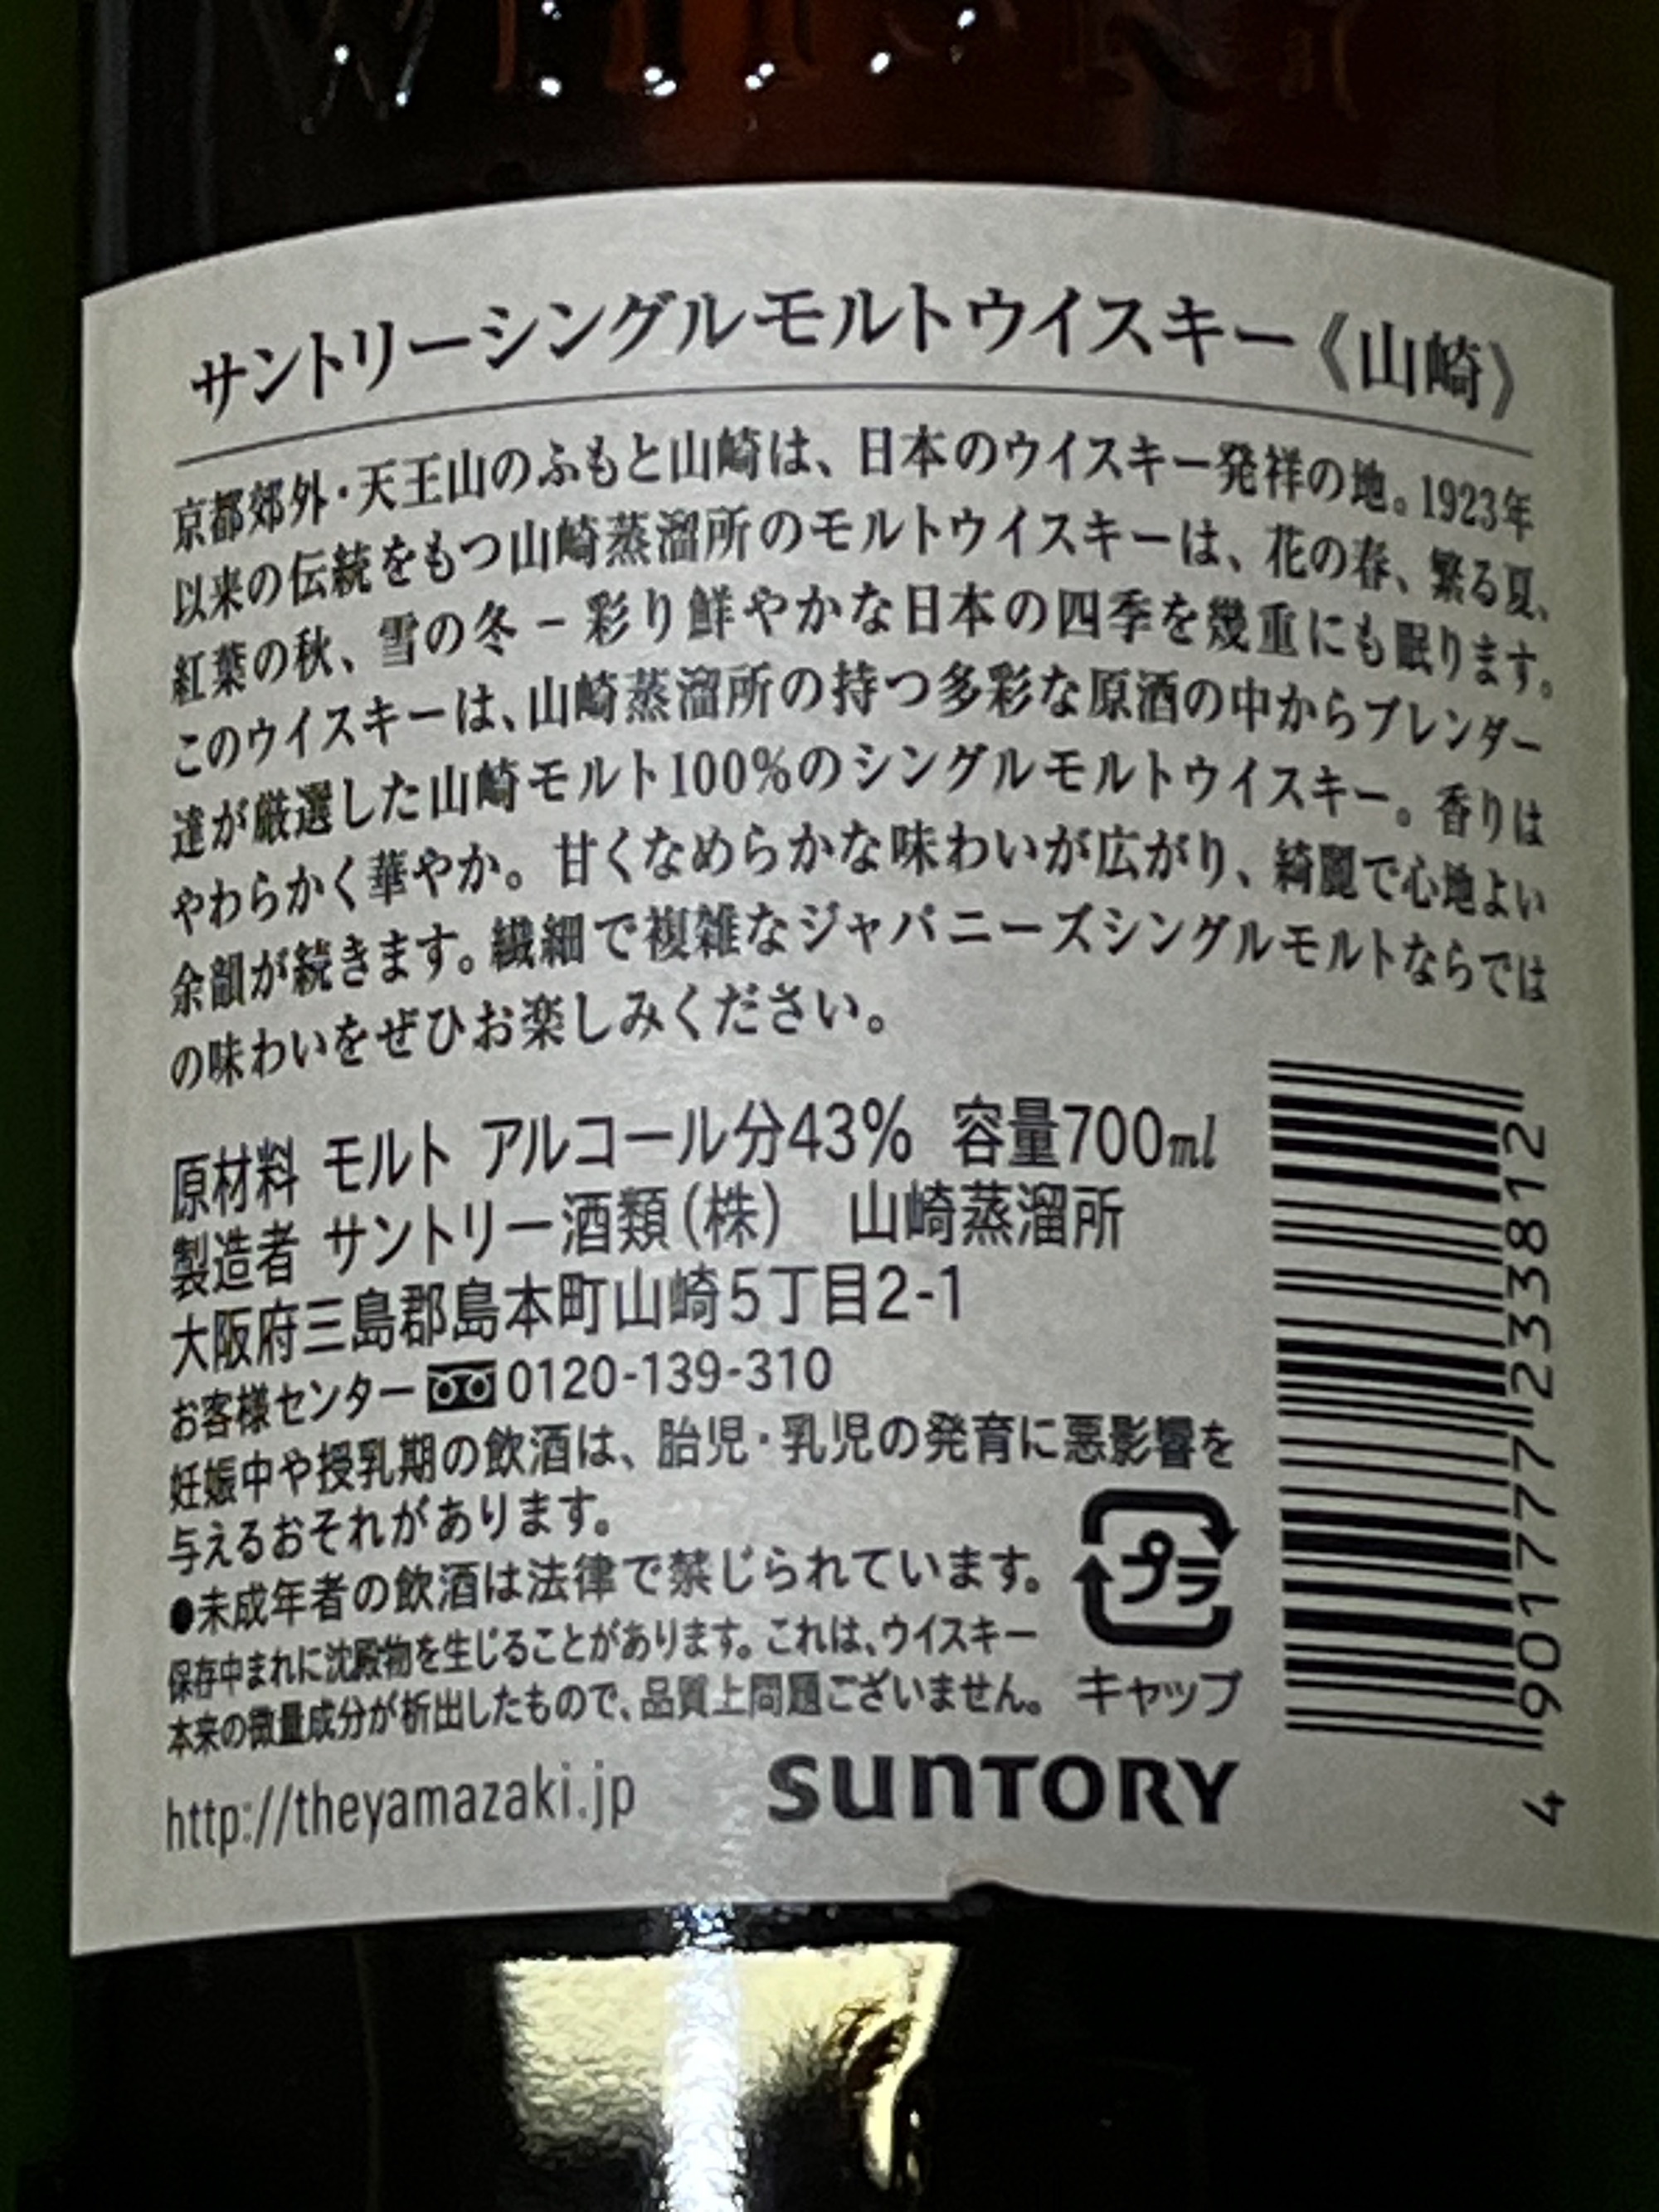 WHISKY
サントリーシングルモルトウイスキー《山崎》
京都郊外・天王山のふもと山崎は、日本のウイスキー発祥の地。1923年
以来の伝統をもつ山崎蒸溜所のモルトウイスキーは、花の春、繁る夏、
紅葉の秋、雪の冬－彩り鮮やかな日本の四季を幾重にも眠ります。
このウイスキーは、山崎蒸溜所の持つ多彩な原酒の中からブレンダー
達が厳選した山崎モルト100%のシングルモルトウイスキー。香りは
やわらかく華やか。甘くなめらかな味わいが広がり、綺麗で心地よい
余韻が続きます。繊細で複雑なジャパニーズシングルモルトならでは
の味わいをぜひお楽しみください。
原材料 モルト アルコール分43% 容量700ml
製造者 サントリー酒類(株) 山崎蒸溜所
大阪府三島郡島本町山崎5丁目2-1
お客様センター 0120-139-310
妊娠中や授乳期の飲酒は、胎児・乳児の発育に悪影響を
与えるおそれがあります。
●未成年者の飲酒は法律で禁じられています。
保存中まれに沈殿物を生じることがあります。これは、ウイスキー
本来の微量成分が析出したもので、品質上問題ございません。
プラ
キャップ
http://theyamazaki.jp
SUNTORY
4 901777 233812